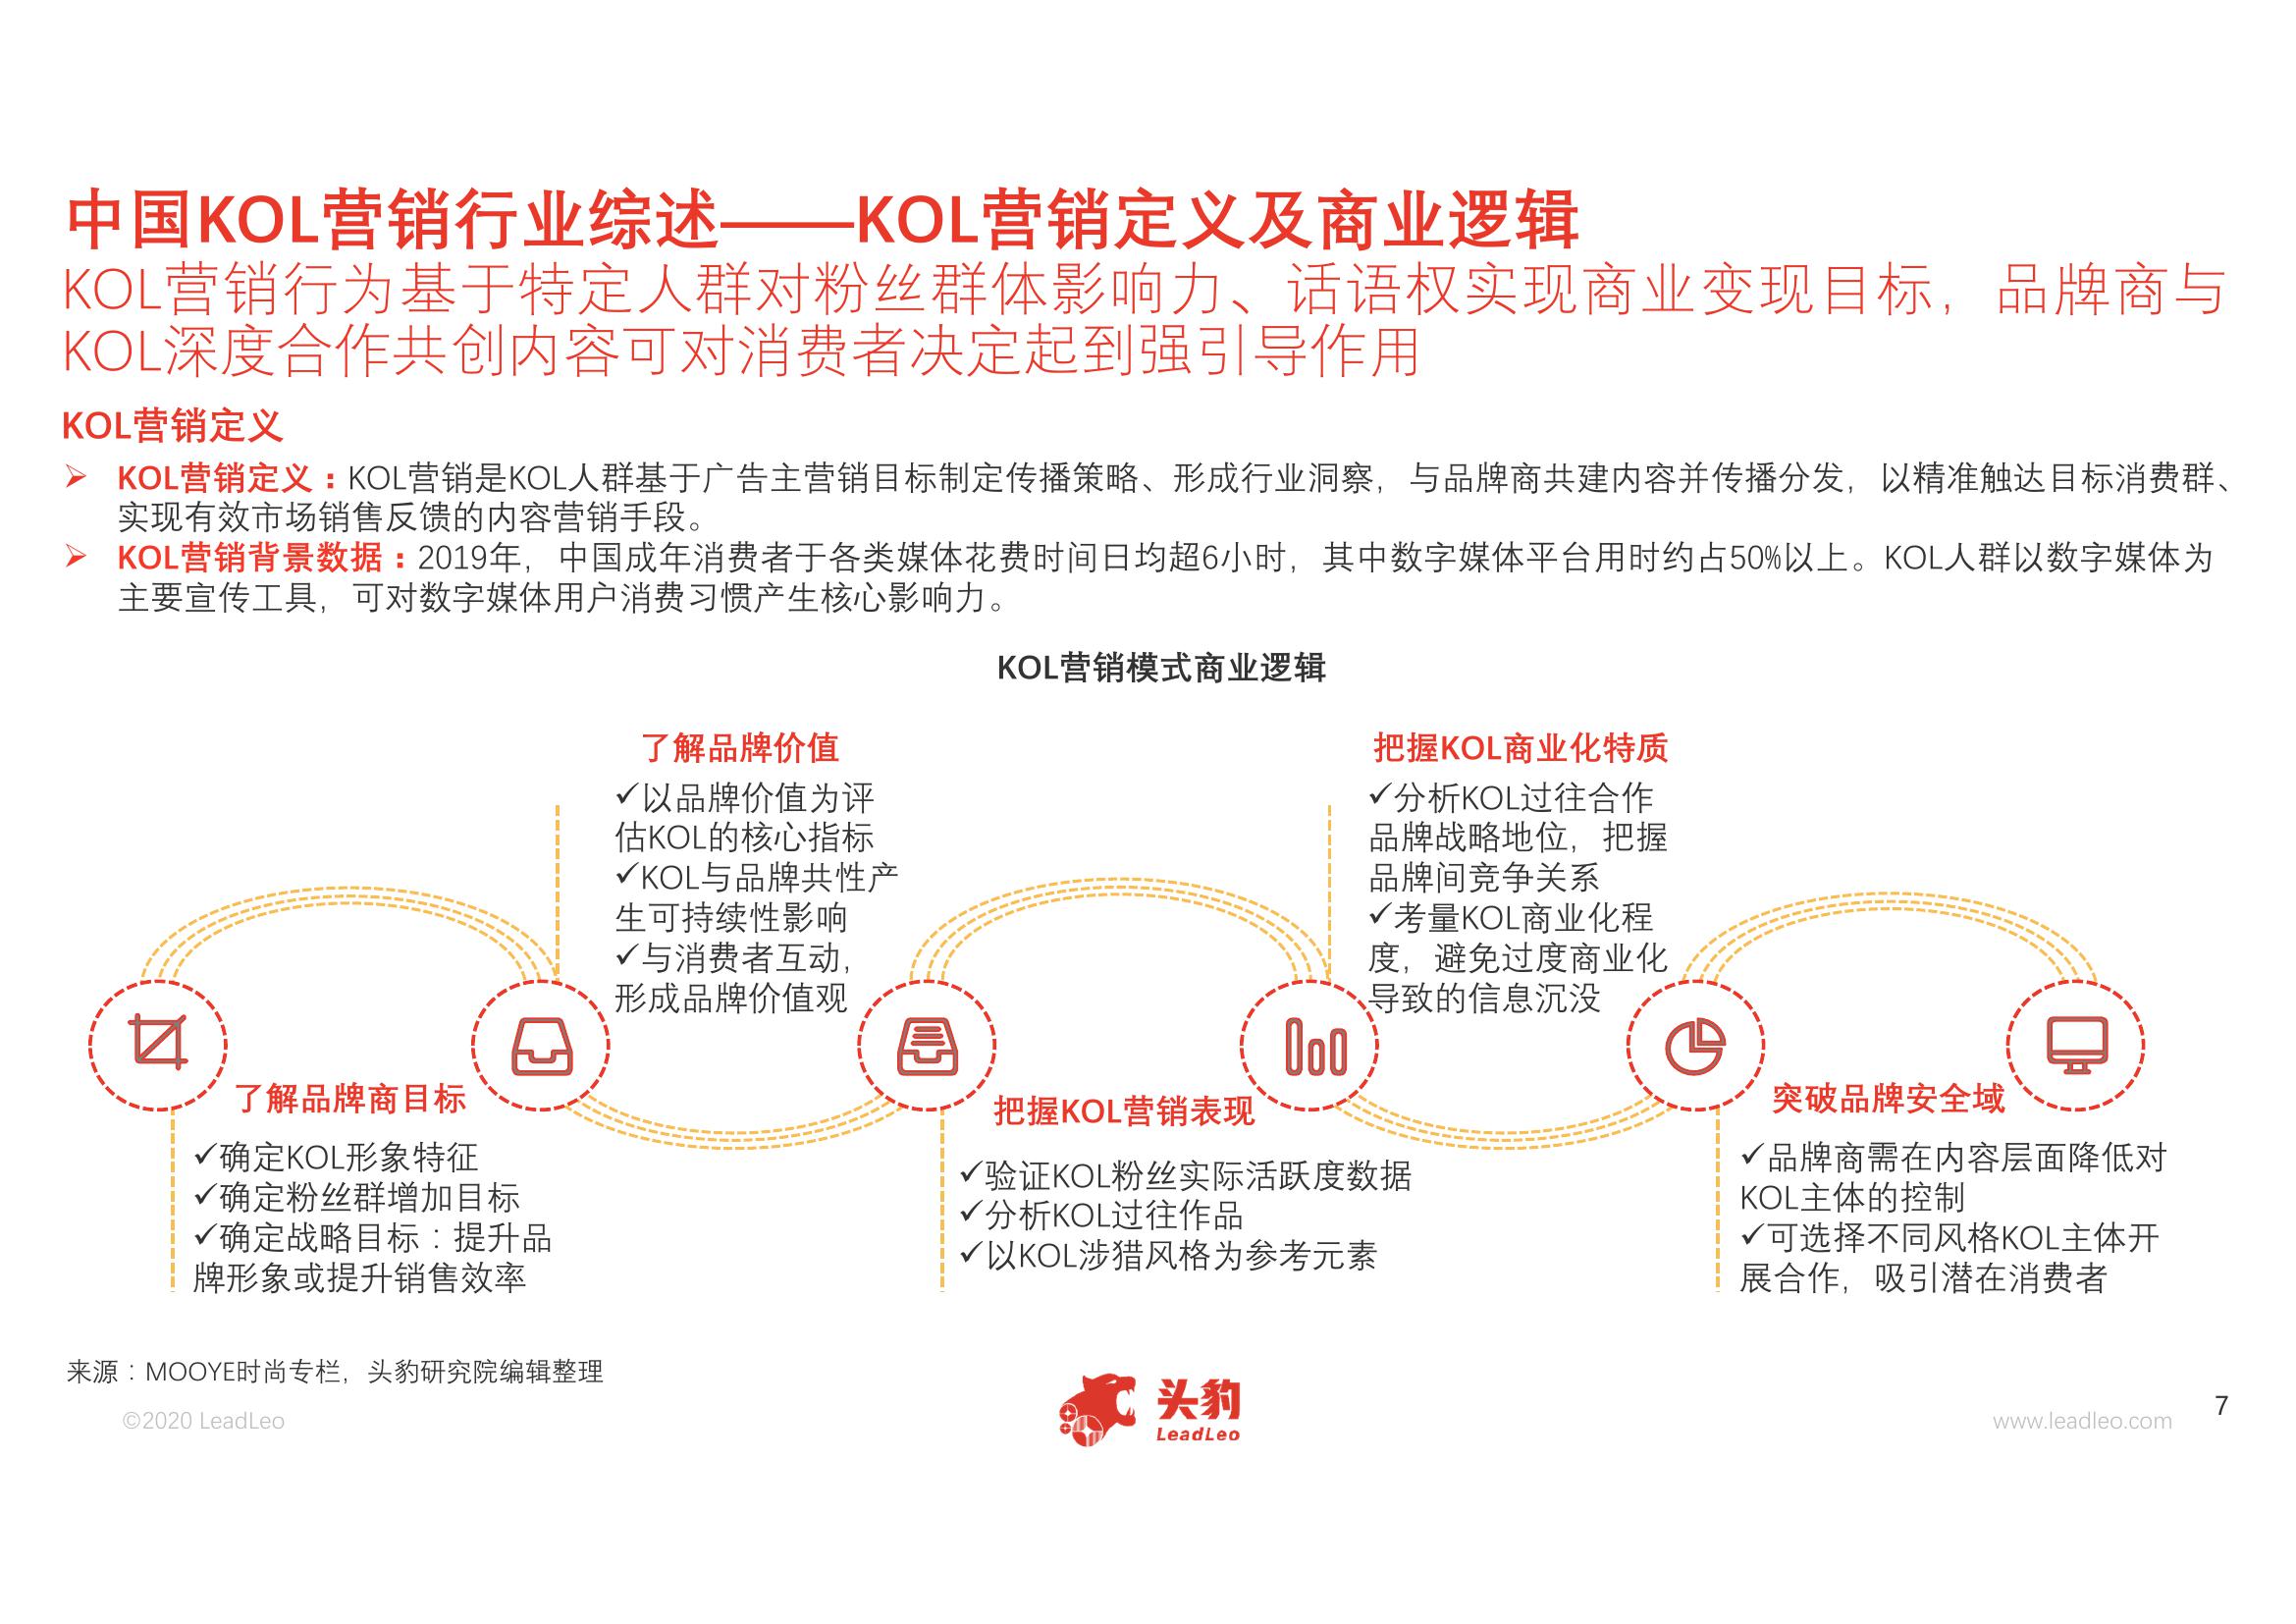 中国KOL营销行业综述——KOL营销定义及商业逻辑
KOL营销行为基于特定人群对粉丝群体影响力、话语权实现商业变现目标，品牌商与
KOL深度合作共创内容可对消费者决定起到强引导作用
KOL营销定义
➢ KOL营销定义：KOL营销是KOL人群基于广告主营销目标制定传播策略、形成行业洞察，与品牌商共建内容并传播分发，以精准触达目标消费群、
实现有效市场销售反馈的内容营销手段。
➢ KOL营销背景数据：2019年，中国成年消费者于各类媒体花费时间日均超6小时，其中数字媒体平台用时约占50%以上。KOL人群以数字媒体为
主要宣传工具，可对数字媒体用户消费习惯产生核心影响力。
KOL营销模式商业逻辑
了解品牌商目标
✓确定KOL形象特征
✓确定粉丝群增加目标
✓确定战略目标：提升品
牌形象或提升销售效率
了解品牌价值
✓以品牌价值为评
估KOL的核心指标
✓KOL与品牌共性产
生可持续性影响
✓与消费者互动，
形成品牌价值观
把握KOL营销表现
✓验证KOL粉丝实际活跃度数据
✓分析KOL过往作品
✓以KOL涉猎风格为参考元素
把握KOL商业化特质
✓分析KOL过往合作
品牌战略地位，把握
品牌间竞争关系
✓考量KOL商业化程
度，避免过度商业化
导致的信息沉没
突破品牌安全域
✓品牌商需在内容层面降低对
KOL主体的控制
✓可选择不同风格KOL主体开
展合作，吸引潜在消费者
来源：MOOYE时尚专栏，头豹研究院编辑整理
©2020 LeadLeo
头豹
LeadLeo
www.leadleo.com
7